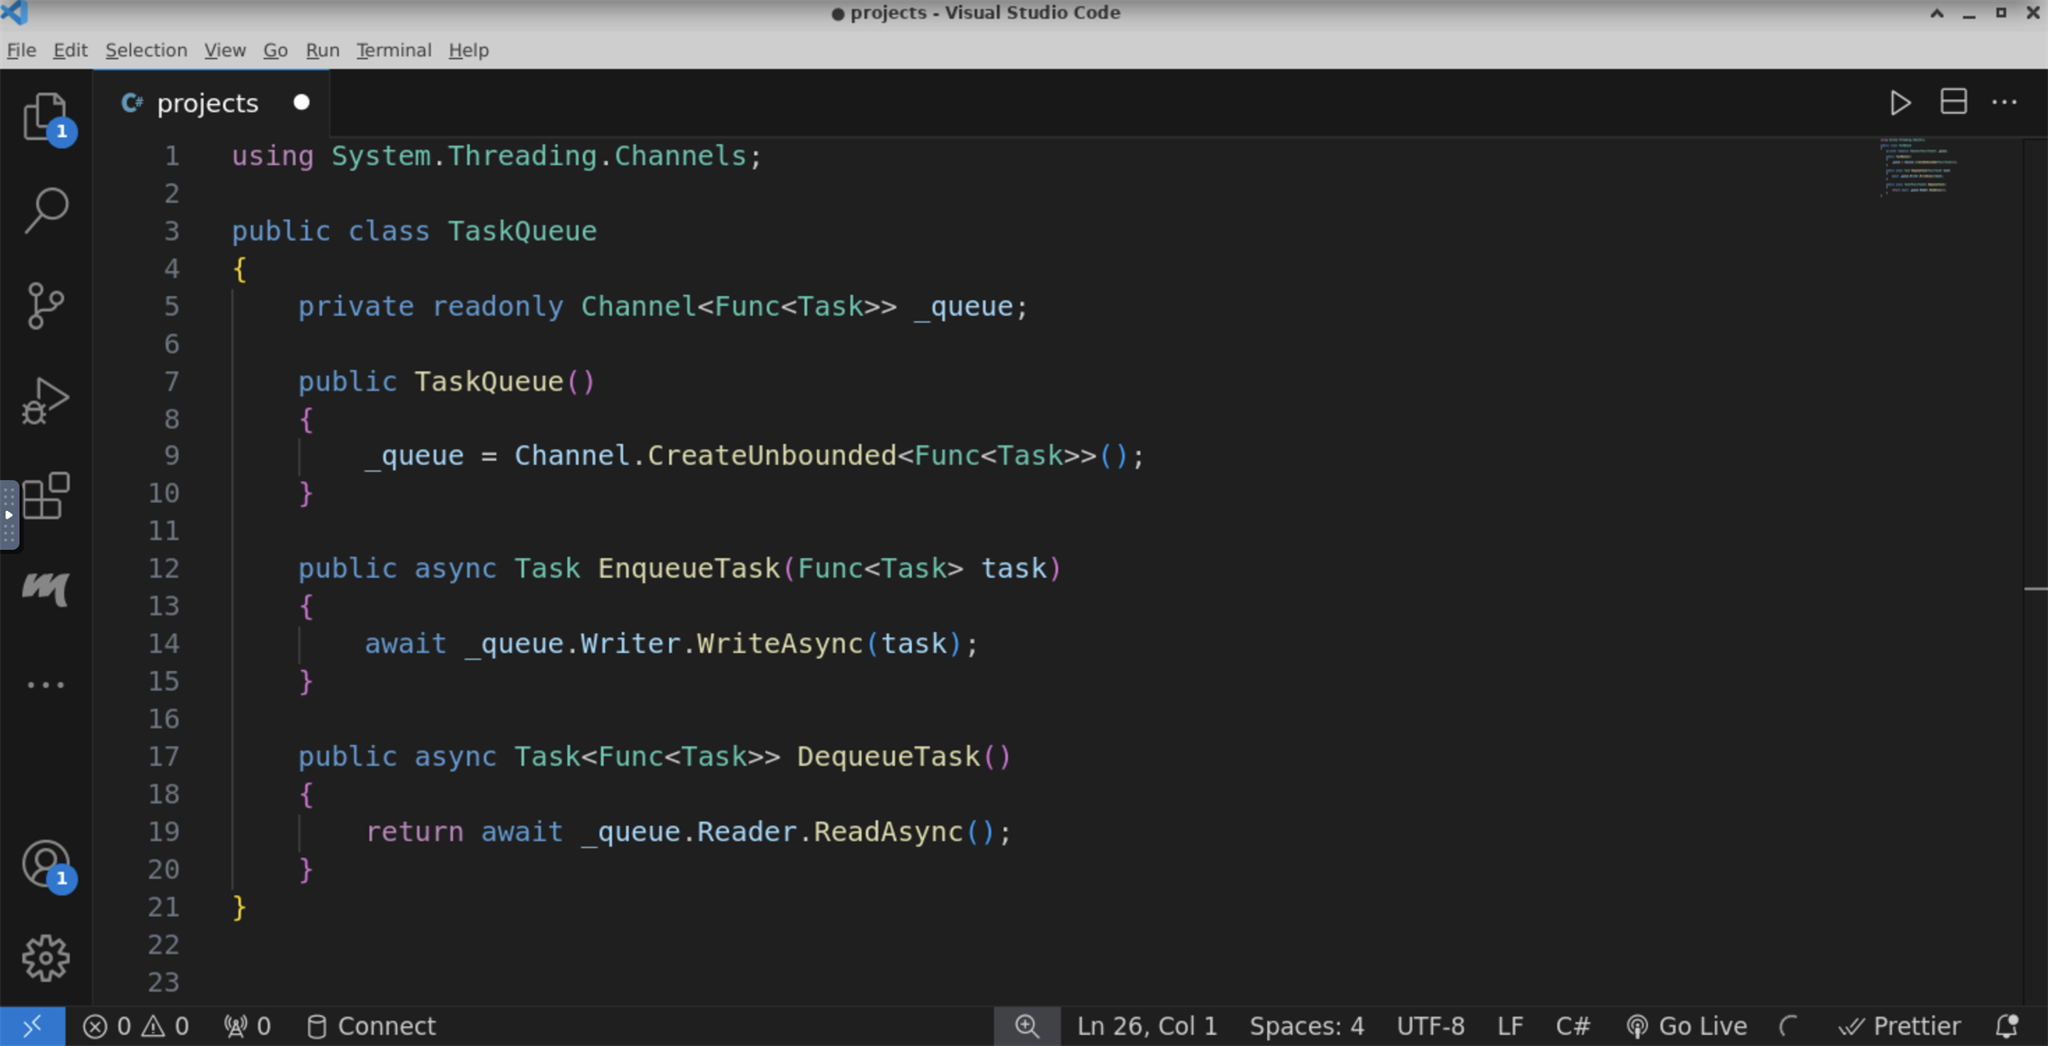 ● projects - Visual Studio Code
File Edit Selection View Go Run Terminal Help
C# projects
1 using System.Threading.Channels;
2
3 public class TaskQueue
4 {
5     private readonly Channel<Func<Task>> _queue;
6
7     public TaskQueue()
8     {
9         _queue = Channel.CreateUnbounded<Func<Task>>();
10     }
11
12     public async Task EnqueueTask(Func<Task> task)
13     {
14         await _queue.Writer.WriteAsync(task);
15     }
16
17     public async Task<Func<Task>> DequeueTask()
18     {
19         return await _queue.Reader.ReadAsync();
20     }
21 }
22
23
1
1
0 0 0 Connect Ln 26, Col 1 Spaces: 4 UTF-8 LF C# Go Live Prettier